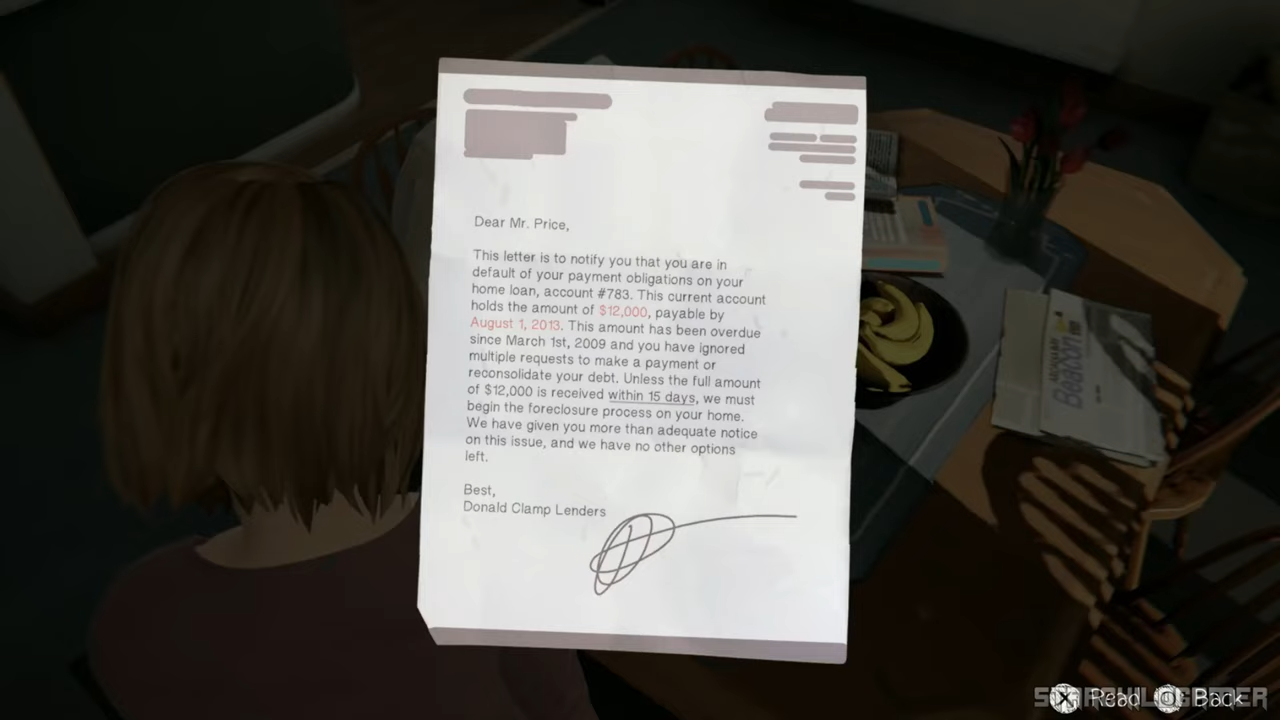 Dear Mr. Price,
This letter is to notify you that you are in
default of your payment obligations on your
home loan, account #783. This current account
holds the amount of $12,000, payable by
August 1, 2013. This amount has been overdue
since March 1st, 2009 and you have ignored
multiple requests to make a payment or
reconsolidate your debt. Unless the full amount
of $12,000 is received within 15 days, we must
begin the foreclosure process on your home.
We have given you more than adequate notice
on this issue, and we have no other options
left.
Best,
Donald Clamp Lenders
Beacon
Read
Back